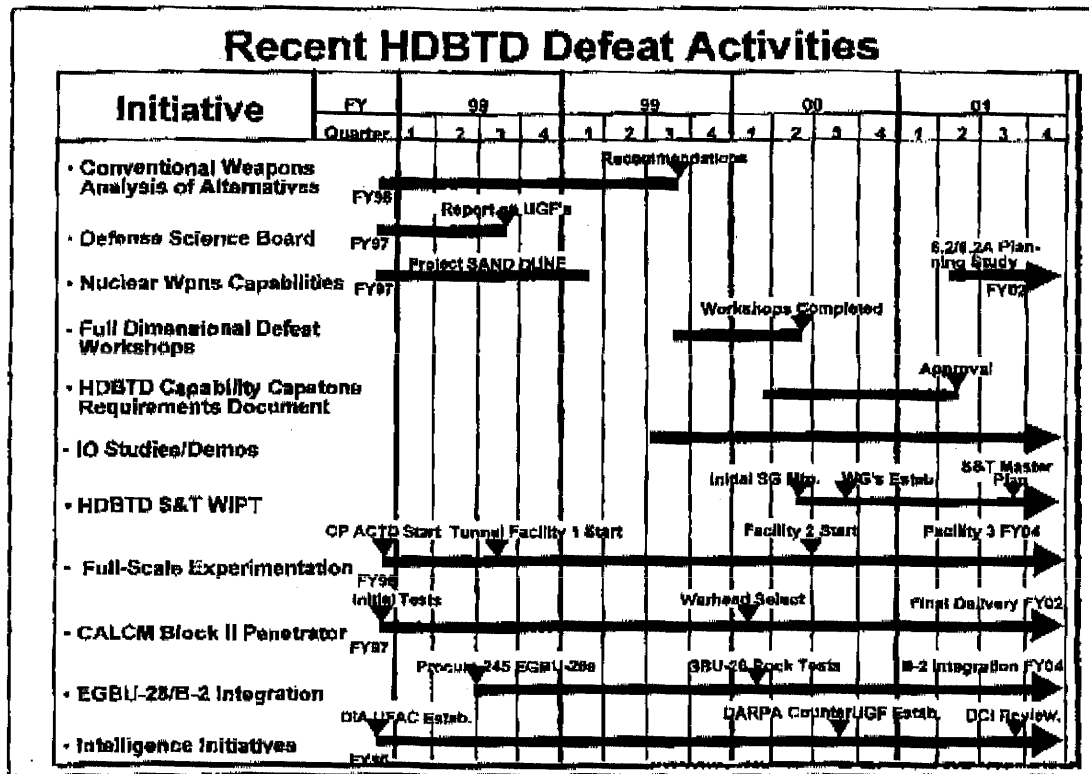 Recent HDBTD Defeat Activities
Initiative
FY 98 99 00 01
Quarter 1 2 3 4 1 2 3 4 1 2 3 4 1 2 3 4
Recommendations
· Conventional Weapons
Analysis of Alternatives
FY98
Report on UGF's
· Defense Science Board
FY97
Project SAND DUNE
6.2/6.2A Plan-
ning Study
· Nuclear Wpns Capabilities
FY97
FY02
Workshops Completed
· Full Dimensional Defeat
Workshops
Approval
· HDBTD Capability Capstone
Requirements Document
· IO Studies/Demos
Initial SG Mtg. WG's Estab. S&T Master
Plan
· HDBTD S&T WIPT
CP ACTD Start Tunnel Facility 1 Start Facility 2 Start Facility 3 FY04
· Full-Scale Experimentation
Initial Tests Warhead Select Final Delivery FY02
· CALCM Block II Penetrator
FY97
Procure 245 EGBU-28s GBU-28 Rock Tests B-2 Integration FY04
· EGBU-28/B-2 Integration
DIA UFAC Estab. DARPA CounterUGF Estab. DCI Review.
· Intelligence Initiatives